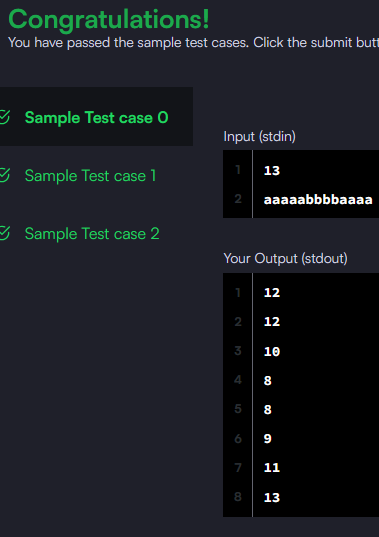 Congratulations!
You have passed the sample test cases. Click the submit butt
Sample Test case 0
Sample Test case 1
Sample Test case 2
Input (stdin)
1 13
2 aaaaabbbbaaaa
Your Output (stdout)
1 12
2 12
3 10
4 8
5 8
6 9
7 11
8 13